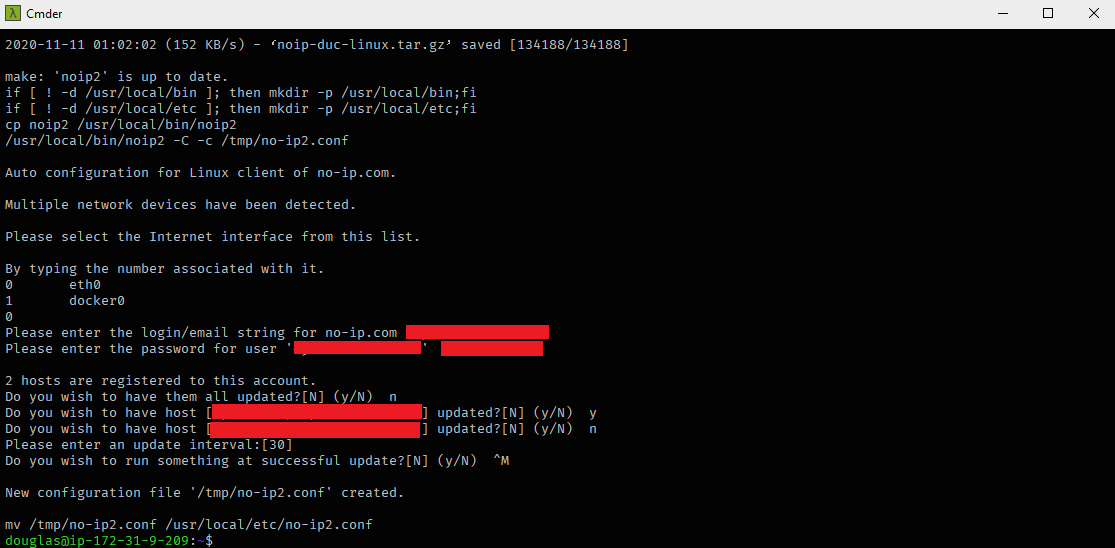 λ Cmder
2020-11-11 01:02:02 (152 KB/s) - ‘noip-duc-linux.tar.gz’ saved [134188/134188]
make: 'noip2' is up to date.
if [ ! -d /usr/local/bin ]; then mkdir -p /usr/local/bin;fi
if [ ! -d /usr/local/etc ]; then mkdir -p /usr/local/etc;fi
cp noip2 /usr/local/bin/noip2
/usr/local/bin/noip2 -C -c /tmp/no-ip2.conf
Auto configuration for Linux client of no-ip.com.
Multiple network devices have been detected.
Please select the Internet interface from this list.
By typing the number associated with it.
0 eth0
1 docker0
0
Please enter the login/email string for no-ip.com
Please enter the password for user ' '
2 hosts are registered to this account.
Do you wish to have them all updated?[N] (y/N) n
Do you wish to have host [ ] updated?[N] (y/N) y
Do you wish to have host [ ] updated?[N] (y/N) n
Please enter an update interval:[30]
Do you wish to run something at successful update?[N] (y/N) ^M
New configuration file '/tmp/no-ip2.conf' created.
mv /tmp/no-ip2.conf /usr/local/etc/no-ip2.conf
douglas@ip-172-31-9-209:~$